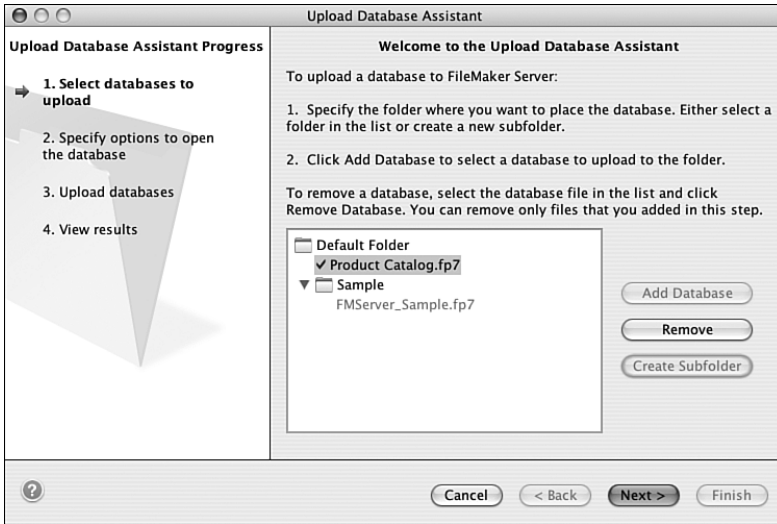 Upload Database Assistant
Upload Database Assistant Progress
1. Select databases to
upload
2. Specify options to open
the database
3. Upload databases
4. View results
Welcome to the Upload Database Assistant
To upload a database to FileMaker Server:
1. Specify the folder where you want to place the database. Either select a
folder in the list or create a new subfolder.
2. Click Add Database to select a database to upload to the folder.
To remove a database, select the database file in the list and click
Remove Database. You can remove only files that you added in this step.
Default Folder
✓ Product Catalog.fp7
Sample
FMServer_Sample.fp7
Add Database
Remove
Create Subfolder
?
Cancel
< Back
Next >
Finish